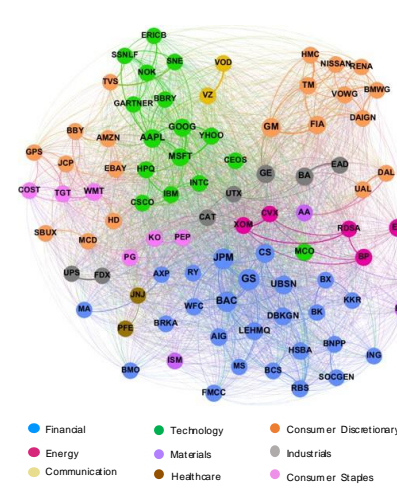 ERICB
SSNLF
SNE
NOK
VOD
HMC
NISSAN
RENA
TVS
TM
VOWG
BMWG
GARTNER
BBRY
VZ
DAIGN
BBY
AMZN
AAPL
GOOG
YHOO
GM
FIA
GPS
JCP
EBAY
HPQ
MSFT
CEOS
GE
BA
EAD
DAL
COST
TGT
WMT
CSCO
IBM
INTC
UTX
UAL
HD
CAT
XOM
CVX
AA
RDSA
SBUX
MCD
KO
PEP
PG
JPM
CS
MCO
BP
UPS
FDX
AXP
RY
GS
UBSN
BX
JNJ
MA
WFC
BAC
DBKGN
BK
KKR
PFE
BRKA
AIG
LEHMQ
HSBA
BNPP
ING
ISM
BMO
MS
BCS
SOCGEN
FMCC
RBS
Financial
Technology
Consumer Discretionary
Energy
Materials
Industrials
Communication
Healthcare
Consumer Staples